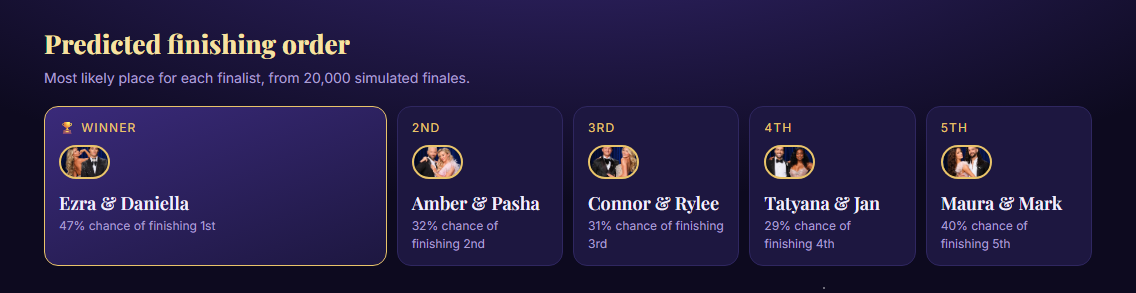 Predicted finishing order
Most likely place for each finalist, from 20,000 simulated finales.
🏆 WINNER
Ezra & Daniella
47% chance of finishing 1st
2ND
Amber & Pasha
32% chance of
finishing 2nd
3RD
Connor & Rylee
31% chance of finishing
3rd
4TH
Tatyana & Jan
29% chance of
finishing 4th
5TH
Maura & Mark
40% chance of
finishing 5th